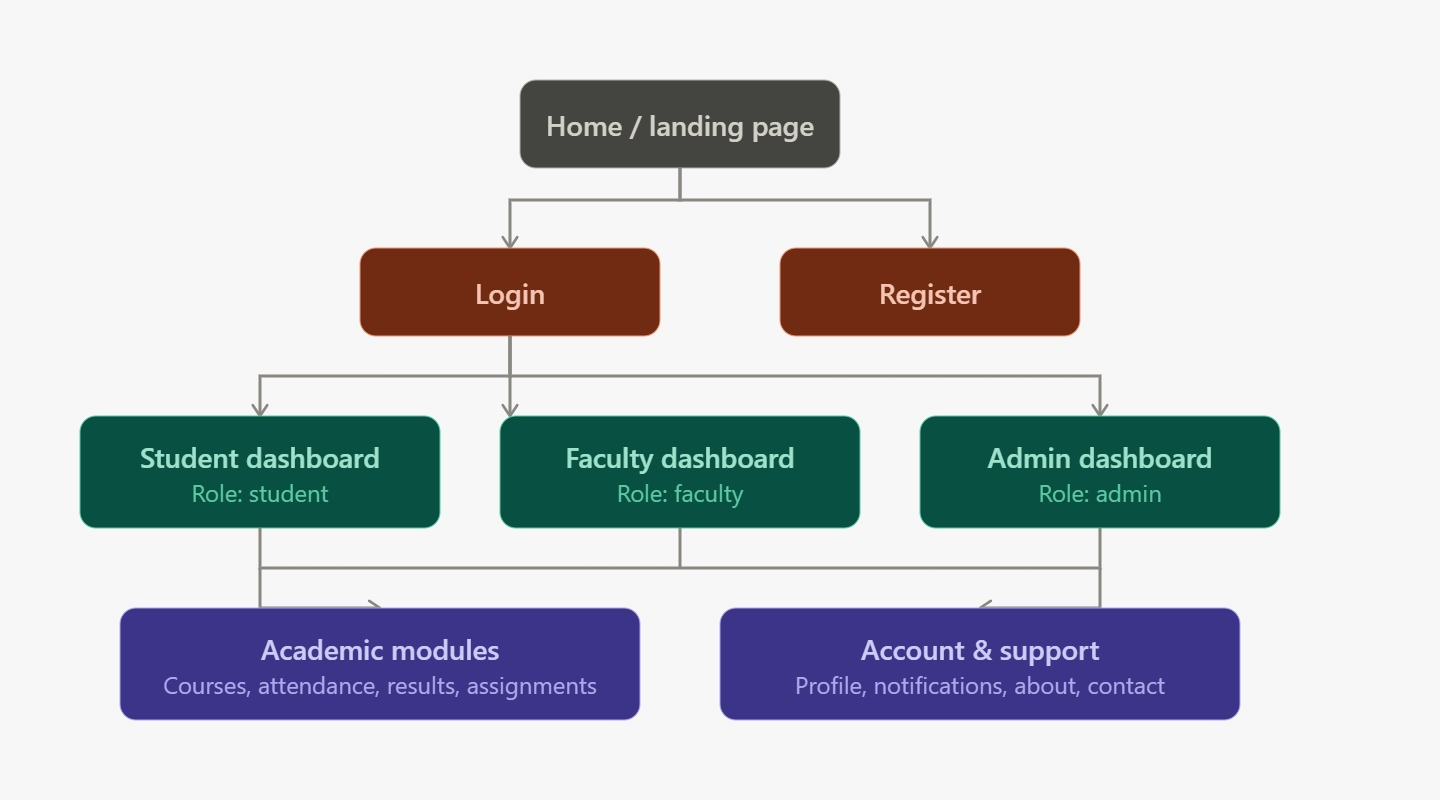 Home / landing page
Login
Register
Student dashboard
Role: student
Faculty dashboard
Role: faculty
Admin dashboard
Role: admin
Academic modules
Courses, attendance, results, assignments
Account & support
Profile, notifications, about, contact